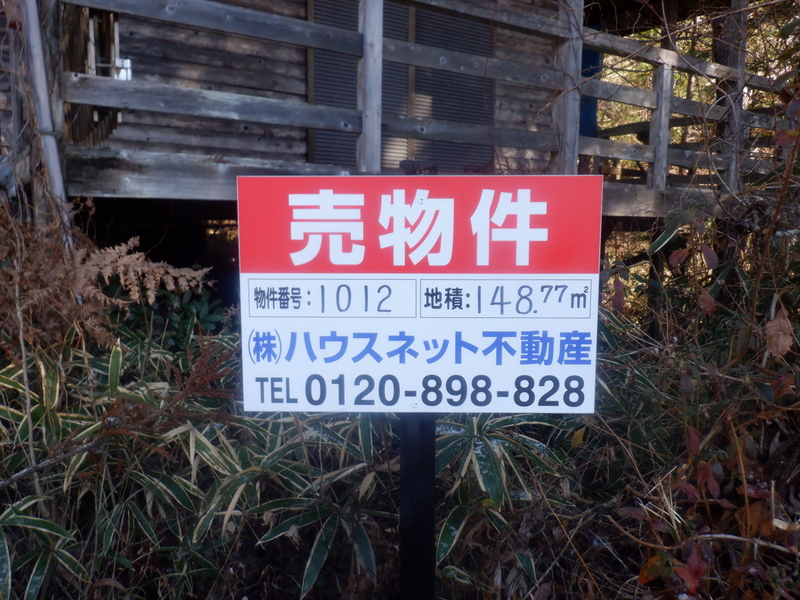 売物件
物件番号:1012 地積:148.77㎡
(株)ハウスネット不動産
TEL 0120-898-828